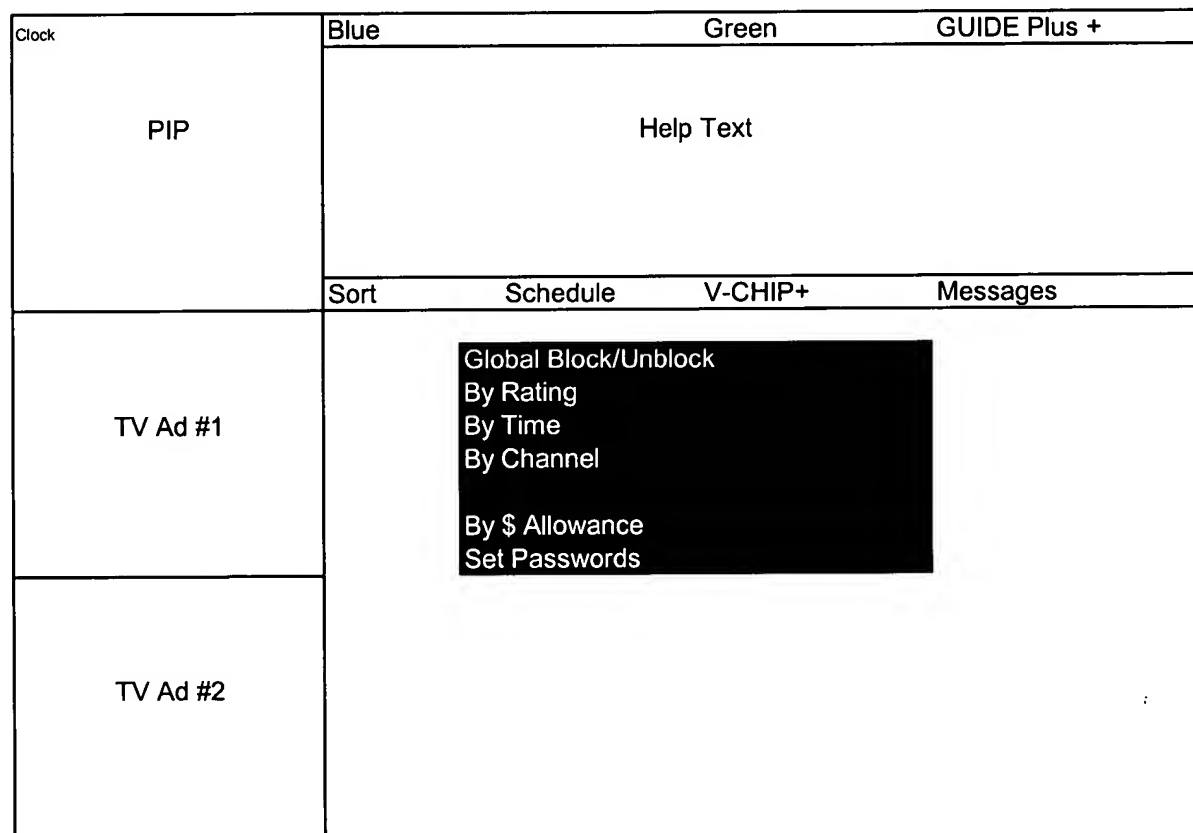 Clock
Blue Green GUIDE Plus +
PIP
Help Text
Sort Schedule V-CHIP+ Messages
Global Block/Unblock
By Rating
By Time
By Channel
By $ Allowance
Set Passwords
TV Ad #1
TV Ad #2